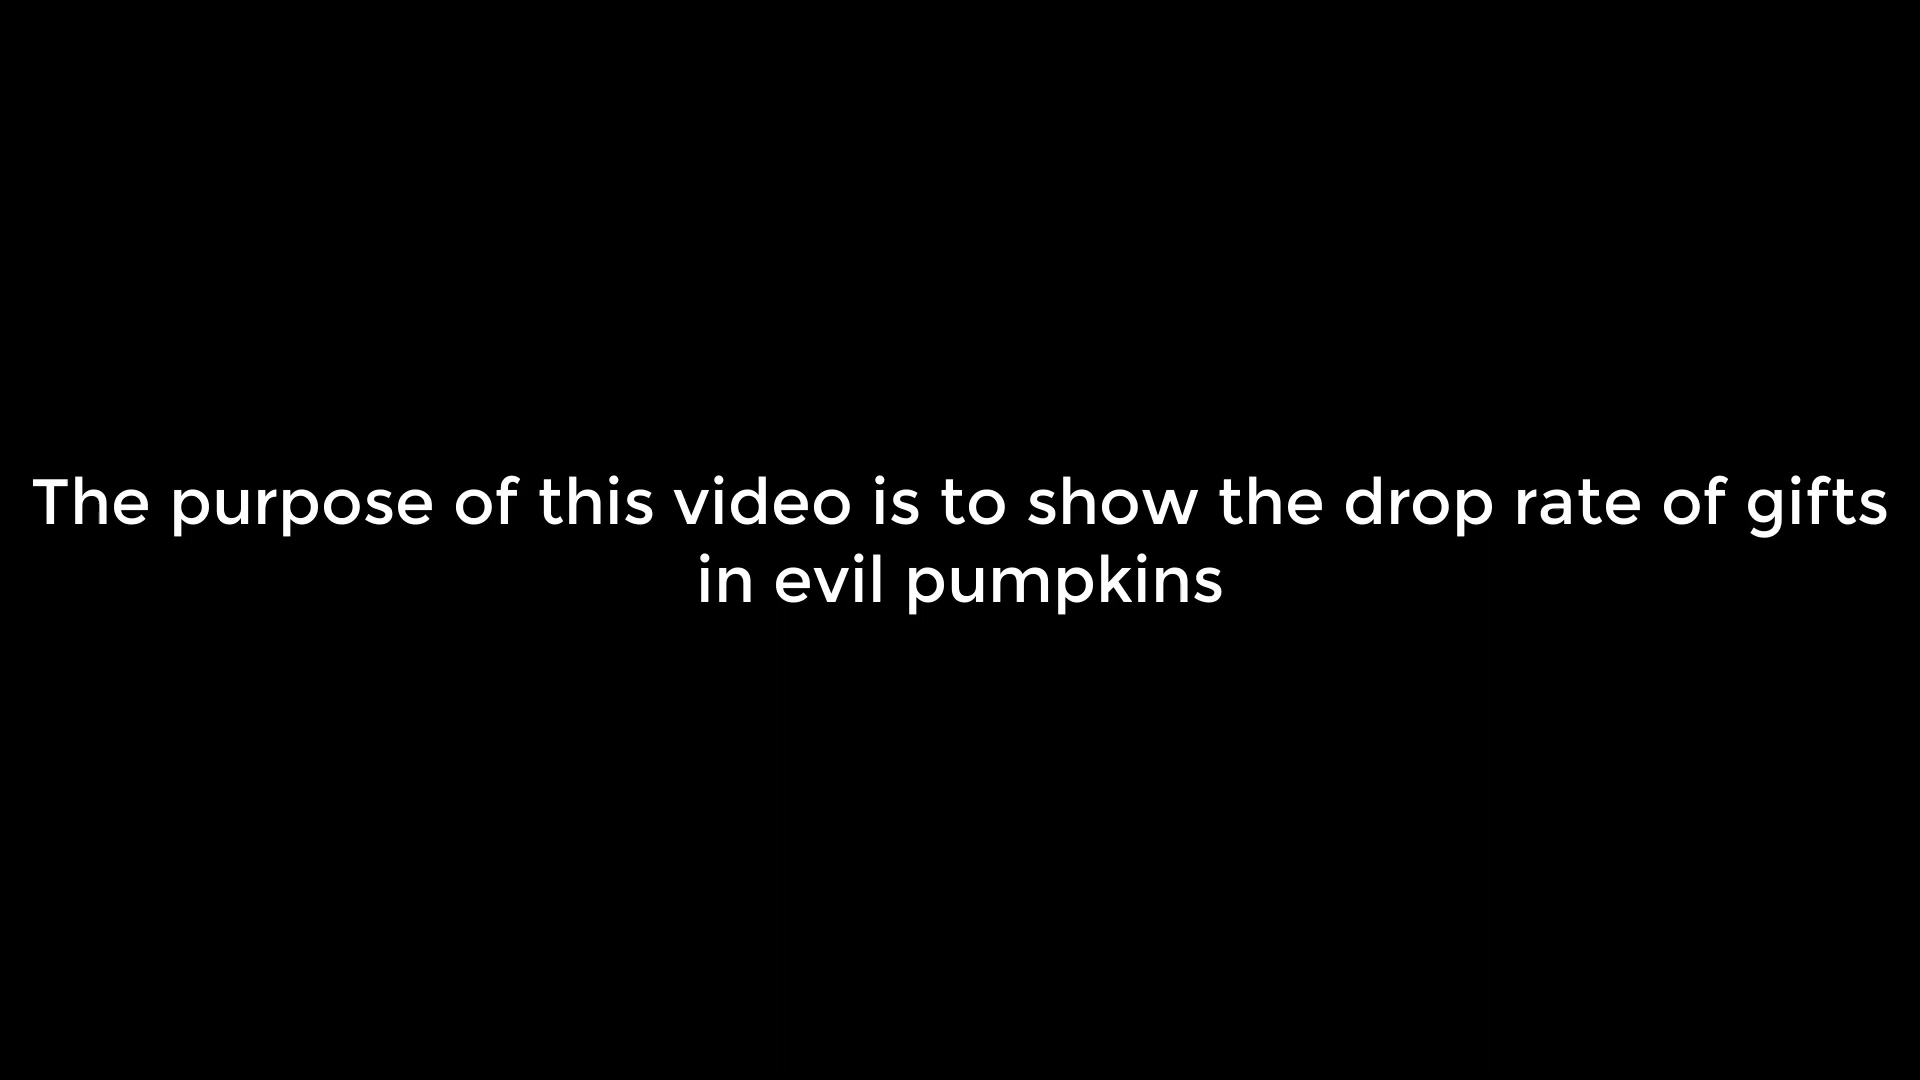 The purpose of this video is to show the drop rate of gifts
in evil pumpkins